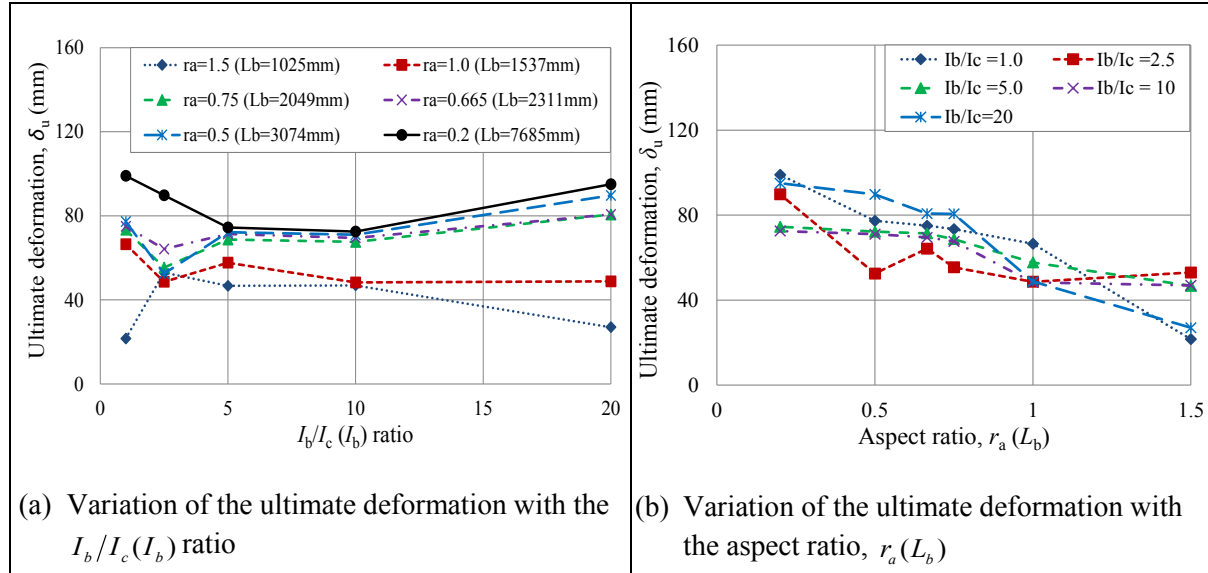 160
120
80
40
0
Ultimate deformation, δu (mm)
ra=1.5 (Lb=1025mm)
ra=1.0 (Lb=1537mm)
ra=0.75 (Lb=2049mm)
ra=0.665 (Lb=2311mm)
ra=0.5 (Lb=3074mm)
ra=0.2 (Lb=7685mm)
0 5 10 15 20
Ib/Ic (Ib) ratio
(a) Variation of the ultimate deformation with the
Ib/Ic(Ib) ratio
160
120
80
40
0
Ultimate deformation, δu (mm)
Ib/Ic =1.0
Ib/Ic =2.5
Ib/Ic =5.0
Ib/Ic = 10
Ib/Ic=20
0 0.5 1 1.5
Aspect ratio, ra (Lb)
(b) Variation of the ultimate deformation with
the aspect ratio, ra(Lb)